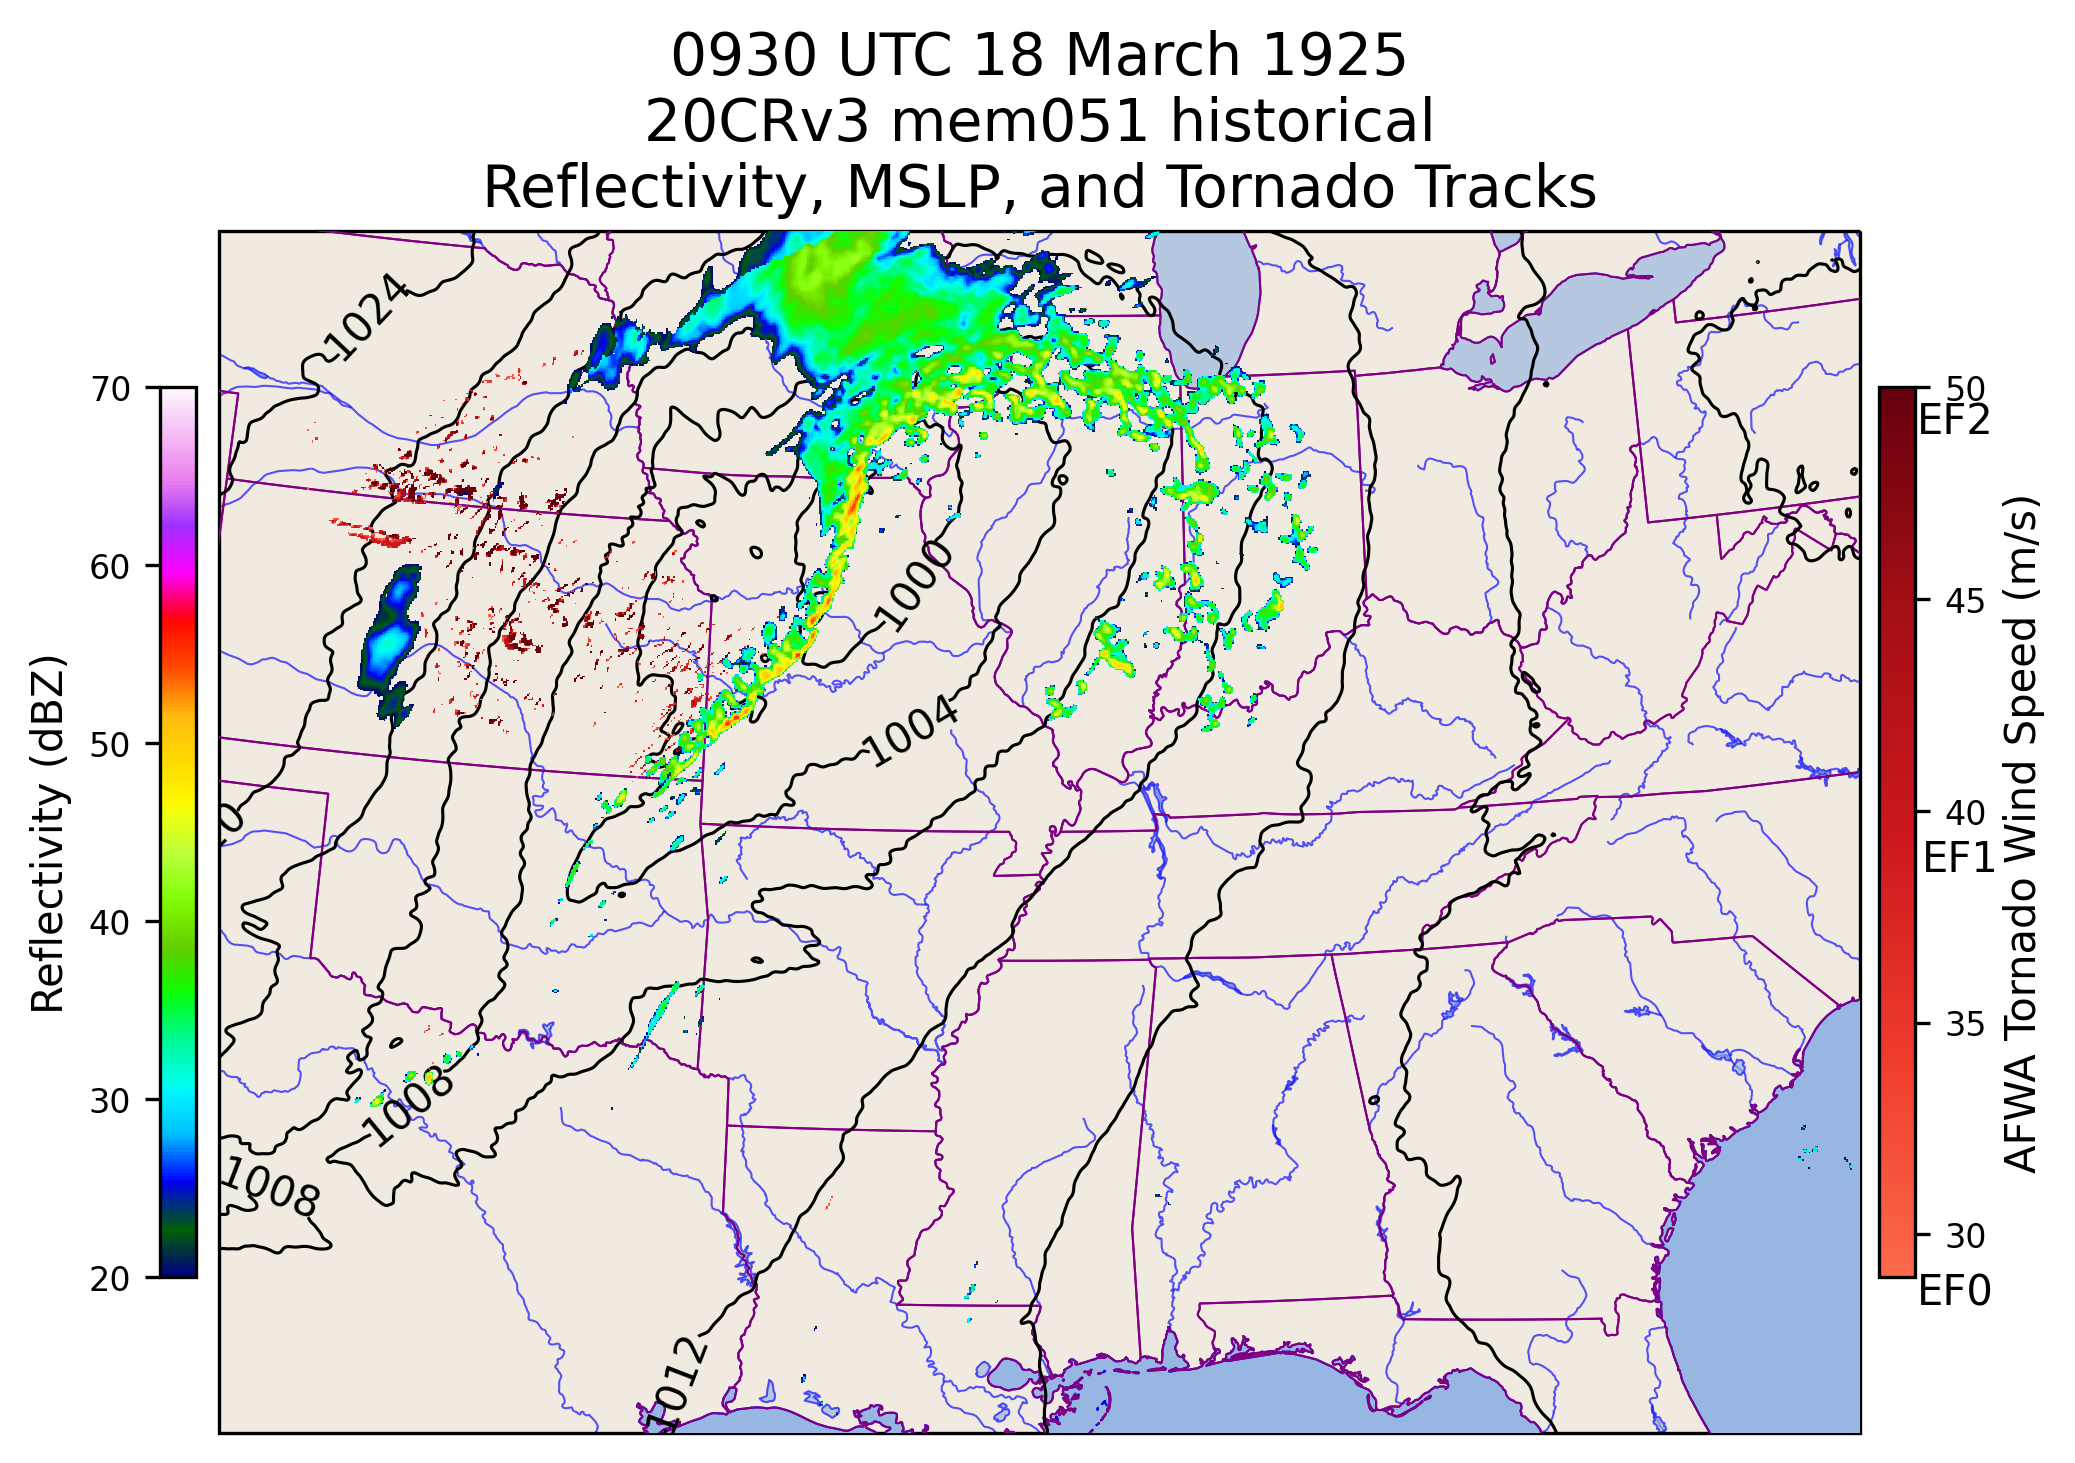 0930 UTC 18 March 1925
20CRv3 mem051 historical
Reflectivity, MSLP, and Tornado Tracks
1024
1000
1004
0
1008
1008
1012
70
60
50
40
30
20
Reflectivity (dBZ)
50
EF2
45
40
EF1
35
30
EF0
AFWA Tornado Wind Speed (m/s)